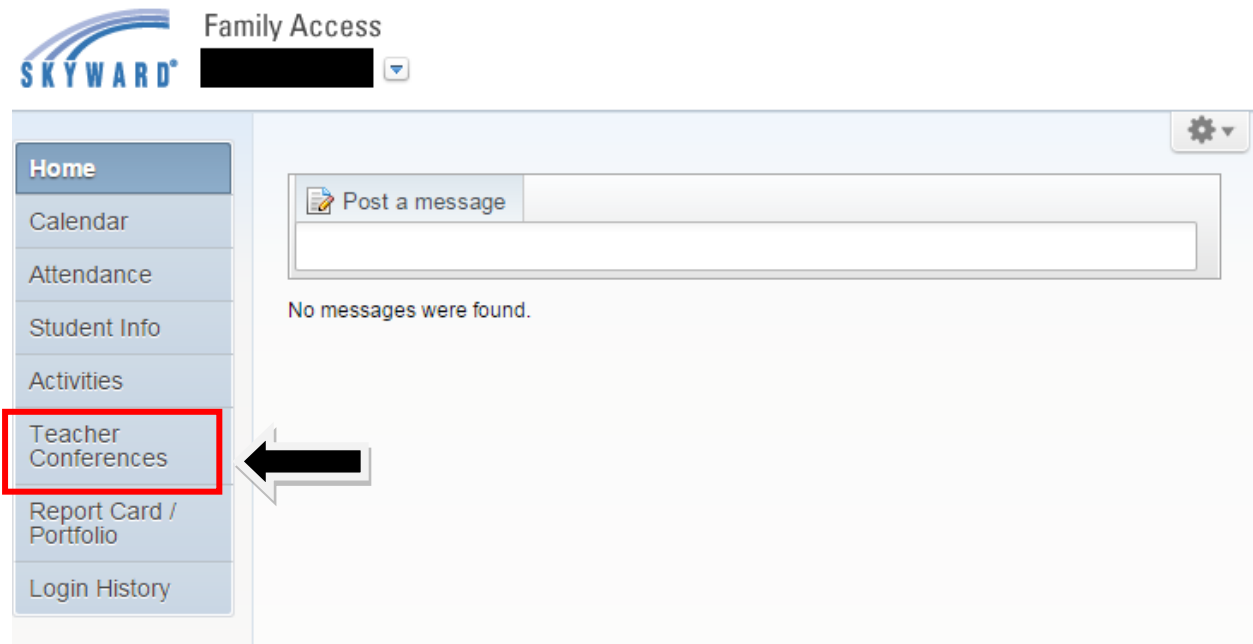 Family Access
SKYWARD®
Home
Calendar
Attendance
Student Info
Activities
Teacher
Conferences
Report Card /
Portfolio
Login History
Post a message
No messages were found.